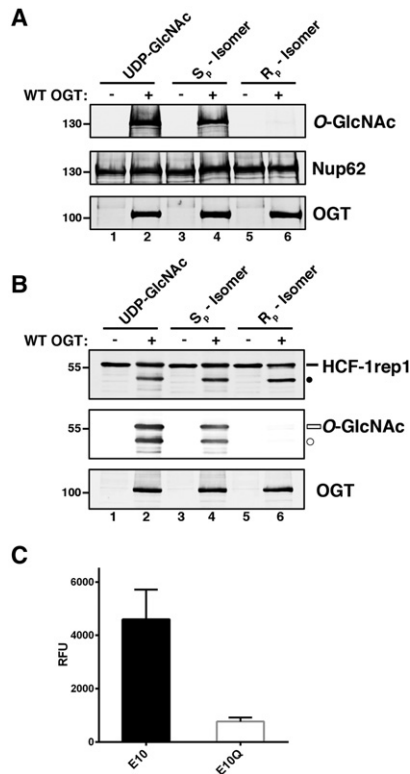 A
UDP-GlcNAc
Sp - Isomer
Rp - Isomer
WT OGT: - + - + - +
130 O-GlcNAc
130 Nup62
100 OGT
1 2 3 4 5 6
B
UDP-GlcNAc
Sp - Isomer
Rp - Isomer
WT OGT: - + - + - +
55 HCF-1rep1
55 O-GlcNAc
100 OGT
1 2 3 4 5 6
C
6000
4000
2000
0
RFU
E10
E10Q